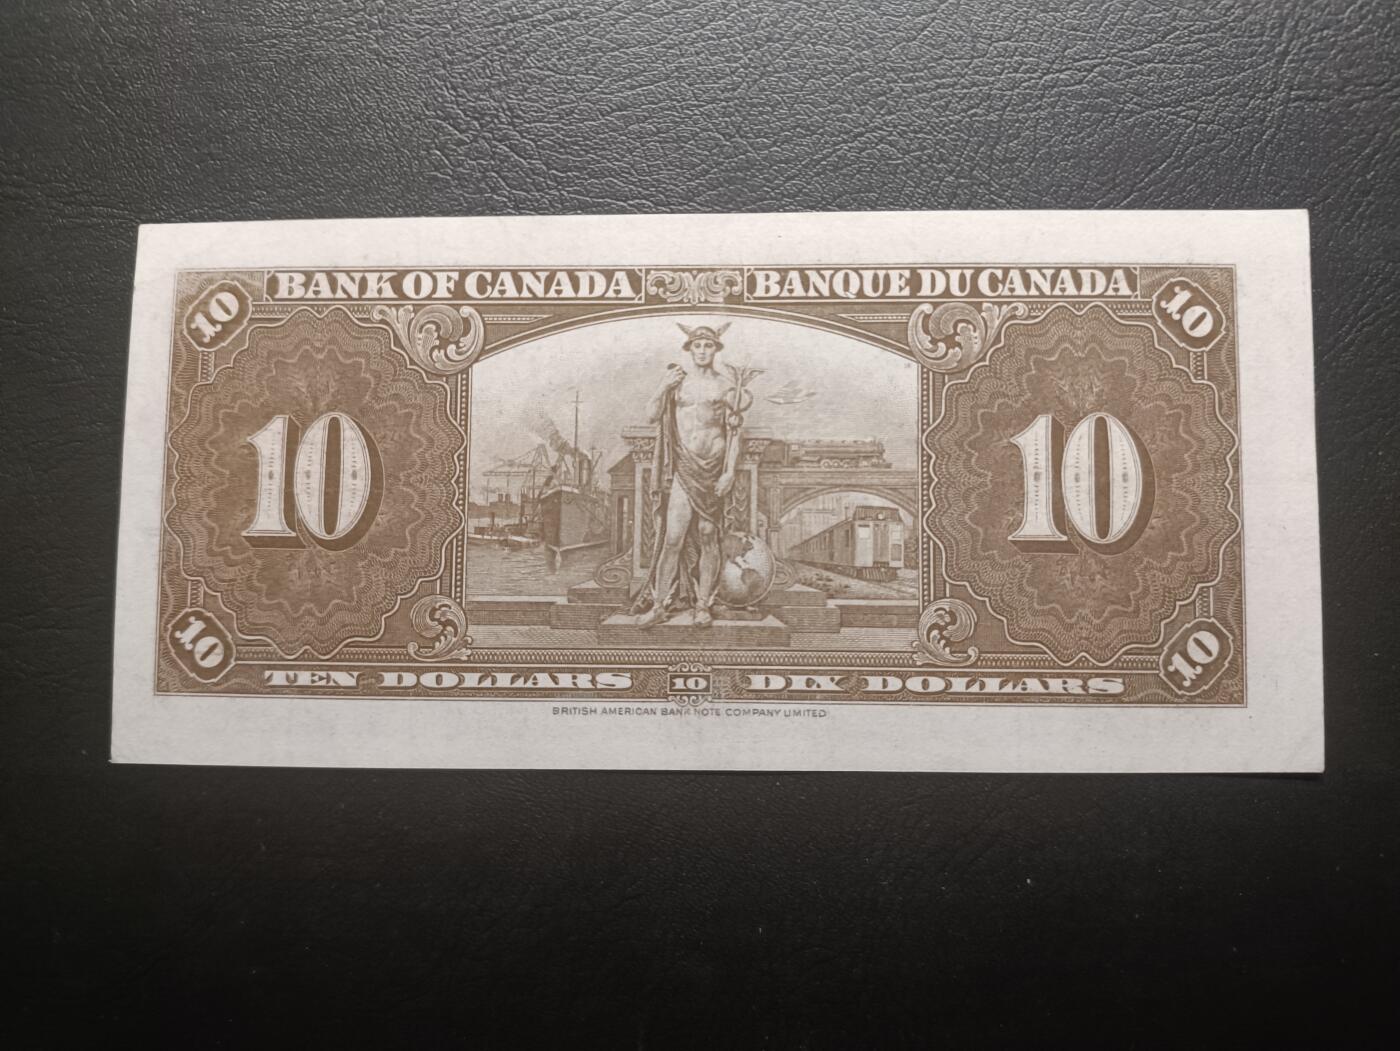 BANK OF CANADA BANQUE DU CANADA
10 10
10 10
10 10
TEN DOLLARS 10 DIX DOLLARS
BRITISH AMERICAN BANK NOTE COMPANY LIMITED